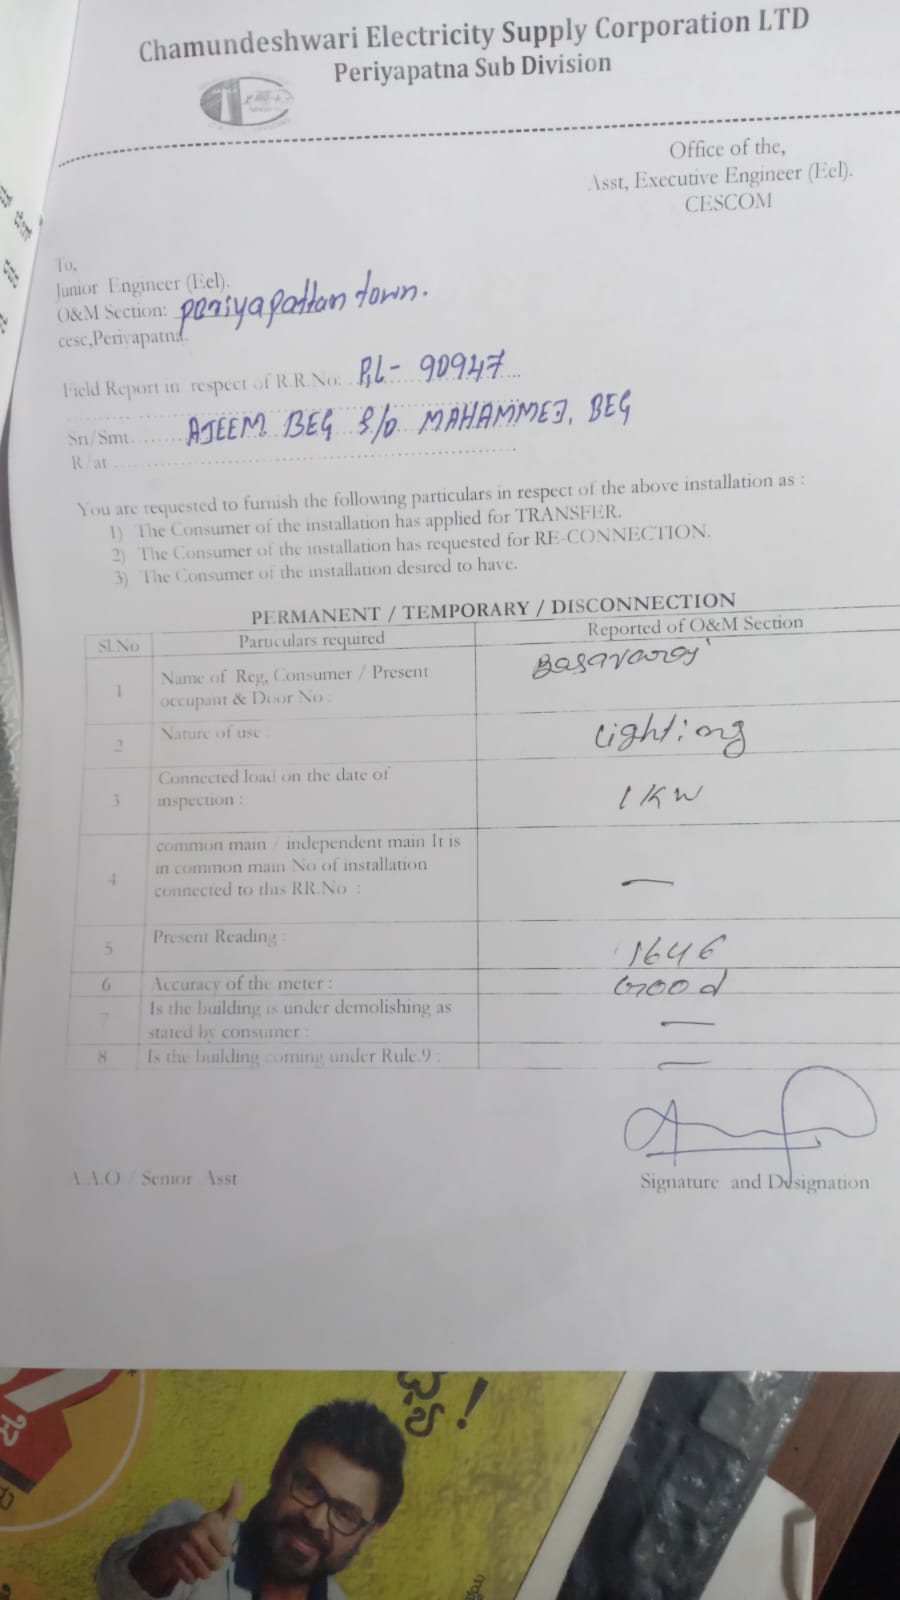 Chamundeshwari Electricity Supply Corporation LTD
Periyapatna Sub Division
Office of the,
Asst, Executive Engineer (Eel).
CESCOM
To,
Junior Engineer (Eel).
O&M Section: Periyapattan town.
cesc,Periyapatna.
Field Report in respect of R.R.No: PL- 90947
Sri/Smt. AJEEM BEG S/o MAHAMMED. BEG
R/at
You are requested to furnish the following particulars in respect of the above installation as :
1) The Consumer of the installation has applied for TRANSFER.
2) The Consumer of the installation has requested for RE-CONNECTION.
3) The Consumer of the installation desired to have.
PERMANENT / TEMPORARY / DISCONNECTION
Sl.No Particulars required Reported of O&M Section
1 Name of Reg, Consumer / Present occupant & Door No : Basavaraj
2 Nature of use : Lighting
3 Connected load on the date of inspection : 1 KW
4 common main / independent main It is in common main No of installation connected to this RR.No : —
5 Present Reading : 1646
6 Accuracy of the meter : Good
7 Is the building is under demolishing as stated by consumer : —
8 Is the building coming under Rule.9 : —
A.A.O / Senior Asst
Signature and Designation